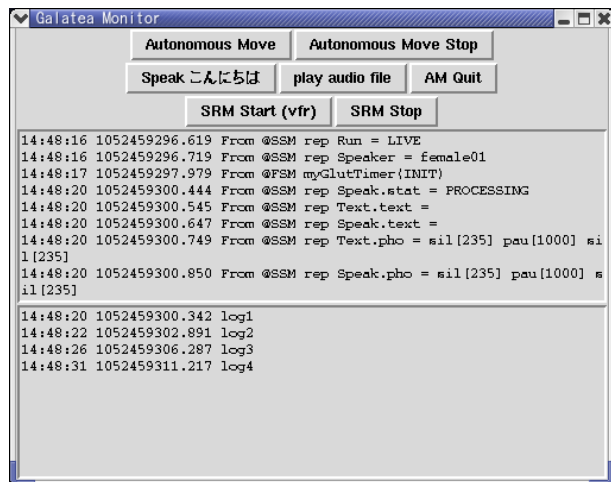 Galatea Monitor
Autonomous Move Autonomous Move Stop
Speak こんにちは play audio file AM Quit
SRM Start (vfr) SRM Stop
14:48:16 1052459296.619 From @SSM rep Run = LIVE
14:48:16 1052459296.719 From @SSM rep Speaker = female01
14:48:17 1052459297.979 From @FSM myGlutTimer(INIT)
14:48:20 1052459300.444 From @SSM rep Speak.stat = PROCESSING
14:48:20 1052459300.545 From @SSM rep Text.text =
14:48:20 1052459300.647 From @SSM rep Speak.text =
14:48:20 1052459300.749 From @SSM rep Text.pho = sil[235] pau[1000] si
l[235]
14:48:20 1052459300.850 From @SSM rep Speak.pho = sil[235] pau[1000] s
il[235]
14:48:20 1052459300.342 log1
14:48:22 1052459302.891 log2
14:48:26 1052459306.287 log3
14:48:31 1052459311.217 log4